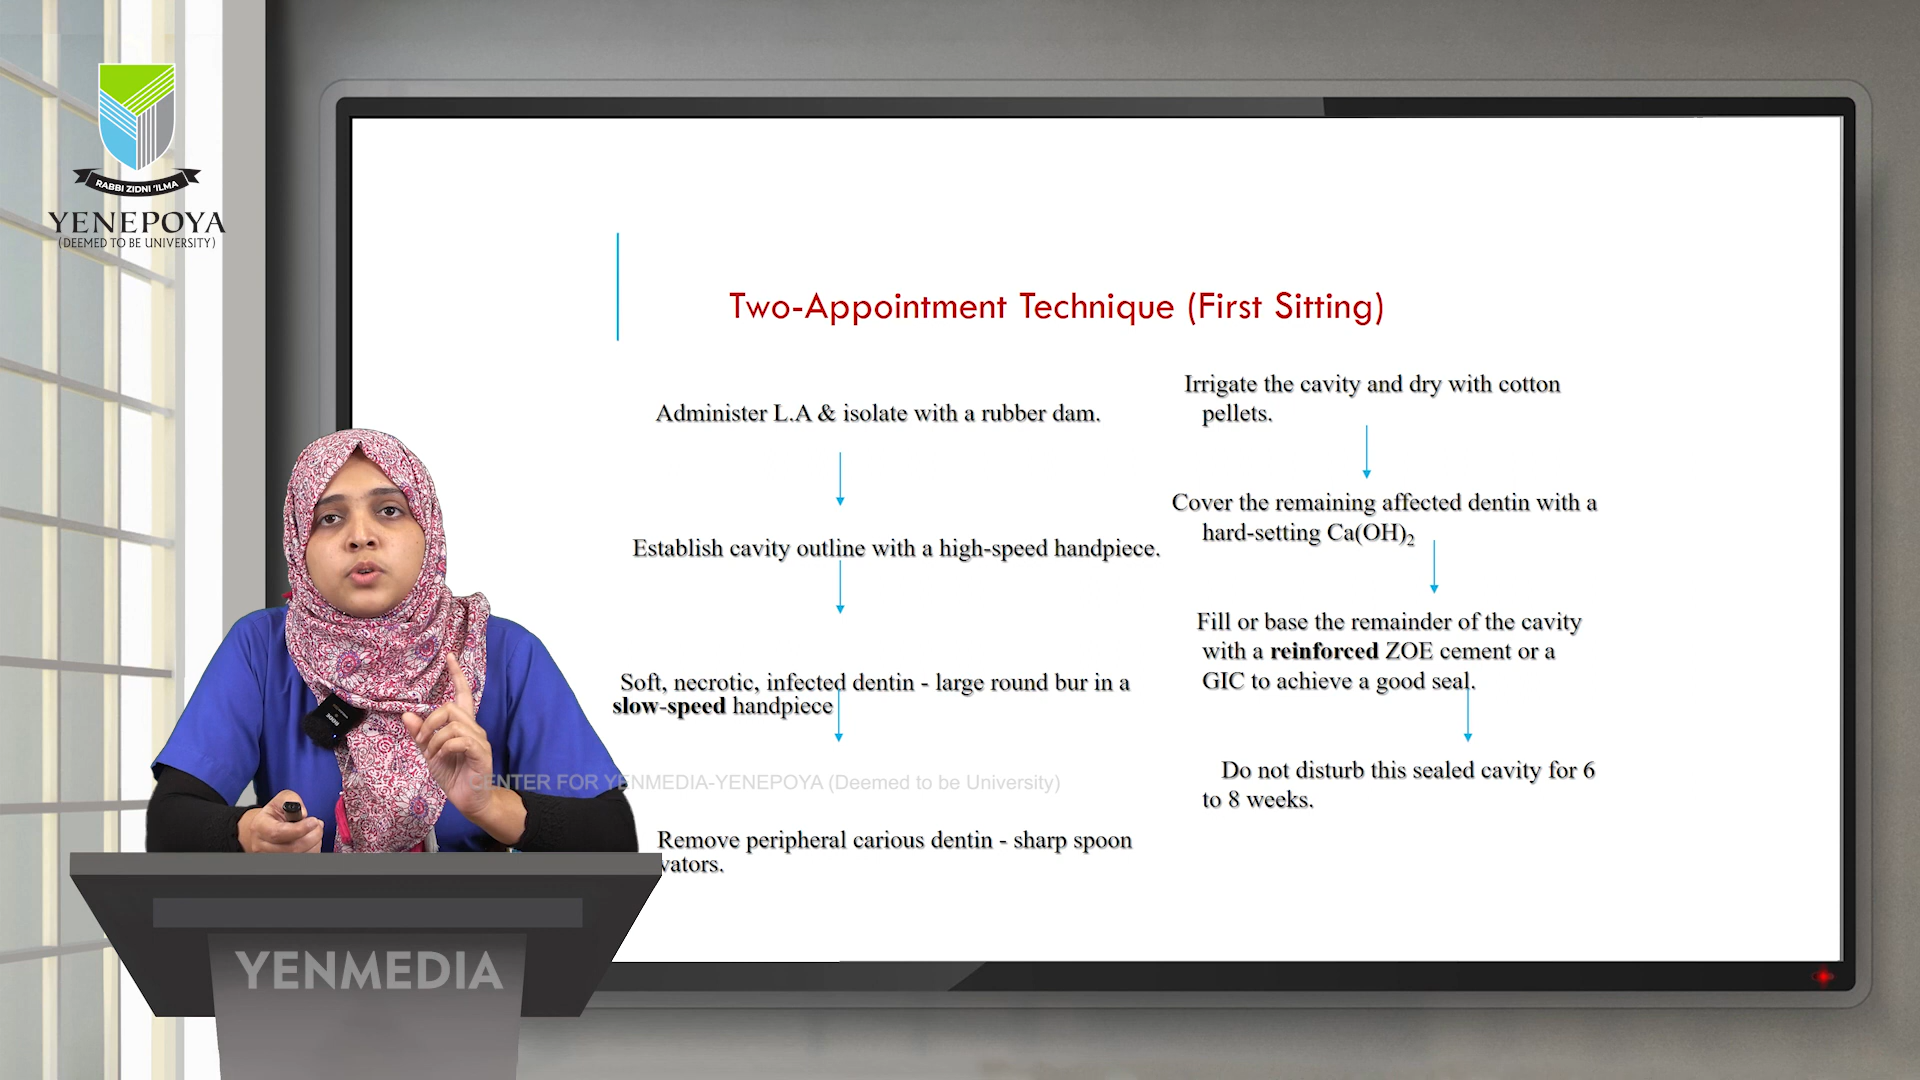 RABBI ZIDNI 'ILMA
YENEPOYA
(DEEMED TO BE UNIVERSITY)
Two-Appointment Technique (First Sitting)
Administer L.A & isolate with a rubber dam.
Establish cavity outline with a high-speed handpiece.
Soft, necrotic, infected dentin - large round bur in a
slow-speed handpiece
Remove peripheral carious dentin - sharp spoon
Irrigate the cavity and dry with cotton
pellets.
Cover the remaining affected dentin with a
hard-setting Ca(OH)₂
Fill or base the remainder of the cavity
with a reinforced ZOE cement or a
GIC to achieve a good seal.
Do not disturb this sealed cavity for 6
to 8 weeks.
CENTER FOR YENMEDIA-YENEPOYA (Deemed to be University)
YENMEDIA